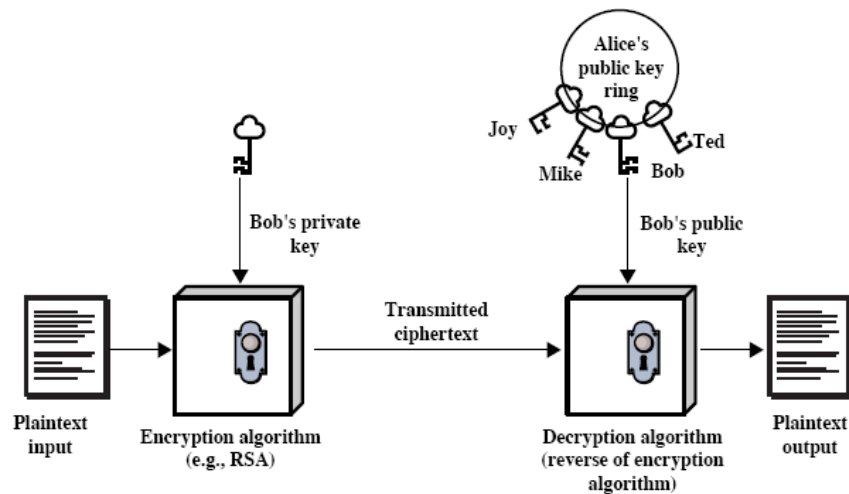 Alice's
public key
ring
Joy
Mike
Bob
Ted
Bob's private
key
Bob's public
key
Transmitted
ciphertext
Plaintext
input
Encryption algorithm
(e.g., RSA)
Decryption algorithm
(reverse of encryption
algorithm)
Plaintext
output